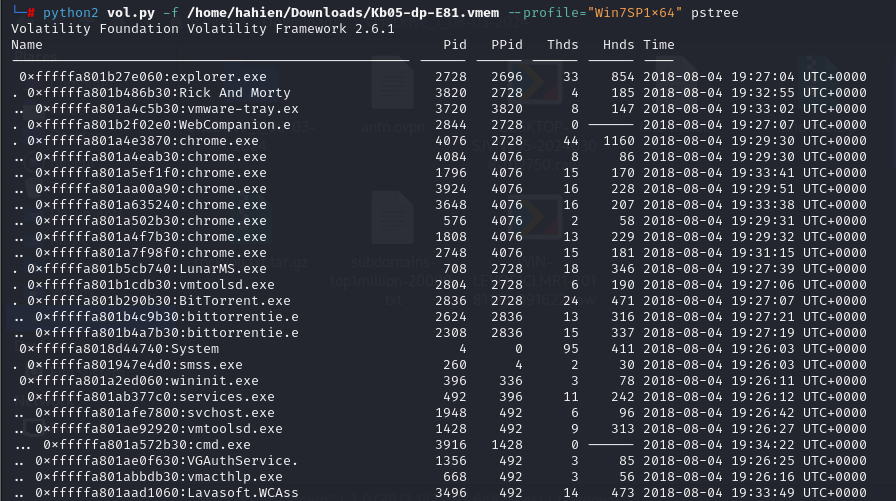 └─# python2 vol.py -f /home/hahien/Downloads/Kb05-dp-E81.vmem --profile="Win7SP1×64" pstree
Volatility Foundation Volatility Framework 2.6.1
Name Pid PPid Thds Hnds Time
0×fffffa801b27e060:explorer.exe 2728 2696 33 854 2018-08-04 19:27:04 UTC+0000
. 0×fffffa801b486b30:Rick And Morty 3820 2728 4 185 2018-08-04 19:32:55 UTC+0000
.. 0×fffffa801a4c5b30:vmware-tray.ex 3720 3820 8 147 2018-08-04 19:33:02 UTC+0000
. 0×fffffa801b2f02e0:WebCompanion.e 2844 2728 0 ------ 2018-08-04 19:27:07 UTC+0000
. 0×fffffa801a4e3870:chrome.exe 4076 2728 44 1160 2018-08-04 19:29:30 UTC+0000
.. 0×fffffa801a4eab30:chrome.exe 4084 4076 8 86 2018-08-04 19:29:30 UTC+0000
.. 0×fffffa801a5ef1f0:chrome.exe 1796 4076 15 170 2018-08-04 19:33:41 UTC+0000
.. 0×fffffa801aa00a90:chrome.exe 3924 4076 16 228 2018-08-04 19:29:51 UTC+0000
.. 0×fffffa801a635240:chrome.exe 3648 4076 16 207 2018-08-04 19:33:38 UTC+0000
.. 0×fffffa801a502b30:chrome.exe 576 4076 2 58 2018-08-04 19:29:31 UTC+0000
.. 0×fffffa801a4f7b30:chrome.exe 1808 4076 13 229 2018-08-04 19:29:32 UTC+0000
.. 0×fffffa801a7f98f0:chrome.exe 2748 4076 15 181 2018-08-04 19:31:15 UTC+0000
. 0×fffffa801b5cb740:LunarMS.exe 708 2728 18 346 2018-08-04 19:27:39 UTC+0000
. 0×fffffa801b1cdb30:vmtoolsd.exe 2804 2728 6 190 2018-08-04 19:27:06 UTC+0000
. 0×fffffa801b290b30:BitTorrent.exe 2836 2728 24 471 2018-08-04 19:27:07 UTC+0000
.. 0×fffffa801b4c9b30:bittorrentie.e 2624 2836 13 316 2018-08-04 19:27:21 UTC+0000
.. 0×fffffa801b4a7b30:bittorrentie.e 2308 2836 15 337 2018-08-04 19:27:19 UTC+0000
0×fffffa8018d44740:System 4 0 95 411 2018-08-04 19:26:03 UTC+0000
. 0×fffffa801947e4d0:smss.exe 260 4 2 30 2018-08-04 19:26:03 UTC+0000
0×fffffa801a2ed060:wininit.exe 396 336 3 78 2018-08-04 19:26:11 UTC+0000
. 0×fffffa801ab377c0:services.exe 492 396 11 242 2018-08-04 19:26:12 UTC+0000
.. 0×fffffa801afe7800:svchost.exe 1948 492 6 96 2018-08-04 19:26:42 UTC+0000
.. 0×fffffa801ae92920:vmtoolsd.exe 1428 492 9 313 2018-08-04 19:26:27 UTC+0000
... 0×fffffa801a572b30:cmd.exe 3916 1428 0 ------ 2018-08-04 19:34:22 UTC+0000
.. 0×fffffa801ae0f630:VGAuthService. 1356 492 3 85 2018-08-04 19:26:25 UTC+0000
.. 0×fffffa801abbdb30:vmacthlp.exe 668 492 3 56 2018-08-04 19:26:16 UTC+0000
.. 0×fffffa801aad1060:Lavasoft.WCAss 3496 492 14 473 2018-08-04 19:33:49 UTC+0000